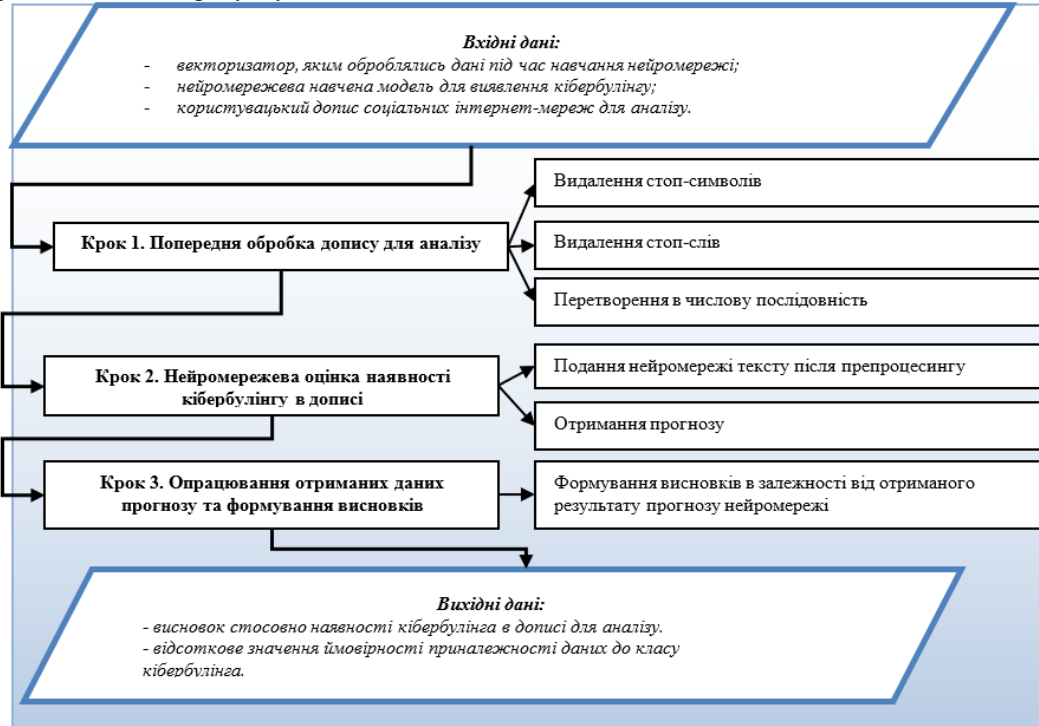 Вхідні дані:
- векторизатор, яким оброблялись дані під час навчання нейромережі;
- нейромережева навчена модель для виявлення кібербулінгу;
- користувацький допис соціальних інтернет-мереж для аналізу.
Крок 1. Попередня обробка допису для аналізу
Видалення стоп-символів
Видалення стоп-слів
Перетворення в числову послідовність
Крок 2. Нейромережева оцінка наявності
кібербулінгу в дописі
Подання нейромережі тексту після препроцесингу
Отримання прогнозу
Крок 3. Опрацювання отриманих даних
прогнозу та формування висновків
Формування висновків в залежності від отриманого
результату прогнозу нейромережі
Вихідні дані:
- висновок стосовно наявності кібербулінга в дописі для аналізу.
- відсоткове значення ймовірності приналежності даних до класу
кібербулінга.